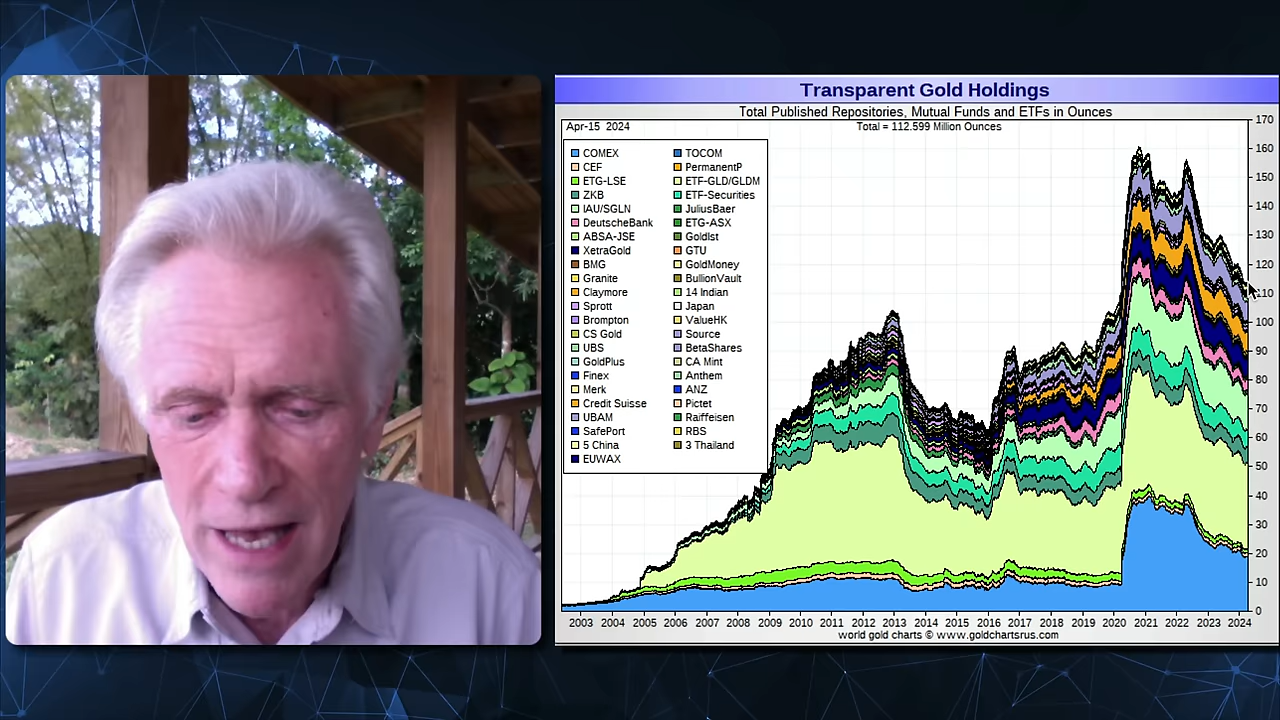 Transparent Gold Holdings
Total Published Repositories, Mutual Funds and ETFs in Ounces
Apr-15 2024
Total = 112.599 Million Ounces
COMEX TOCOM
CEF PermanentP
ETG-LSE ETF-GLD/GLDM
ZKB ETF-Securities
IAU/SGLN JuliusBaer
DeutscheBank ETG-ASX
ABSA-JSE GoldIst
XetraGold GTU
BMG GoldMoney
Granite BullionVault
Claymore 14 Indian
Sprott Japan
Brompton ValueHK
CS Gold Source
UBS BetaShares
GoldPlus CA Mint
Finex Anthem
Merk ANZ
Credit Suisse Pictet
UBAM Raiffeisen
SafePort RBS
5 China 3 Thailand
EUWAX
170
160
150
140
130
120
110
100
90
80
70
60
50
40
30
20
10
0
2003 2004 2005 2006 2007 2008 2009 2010 2011 2012 2013 2014 2015 2016 2017 2018 2019 2020 2021 2022 2023 2024
world gold charts © www.goldchartsrus.com